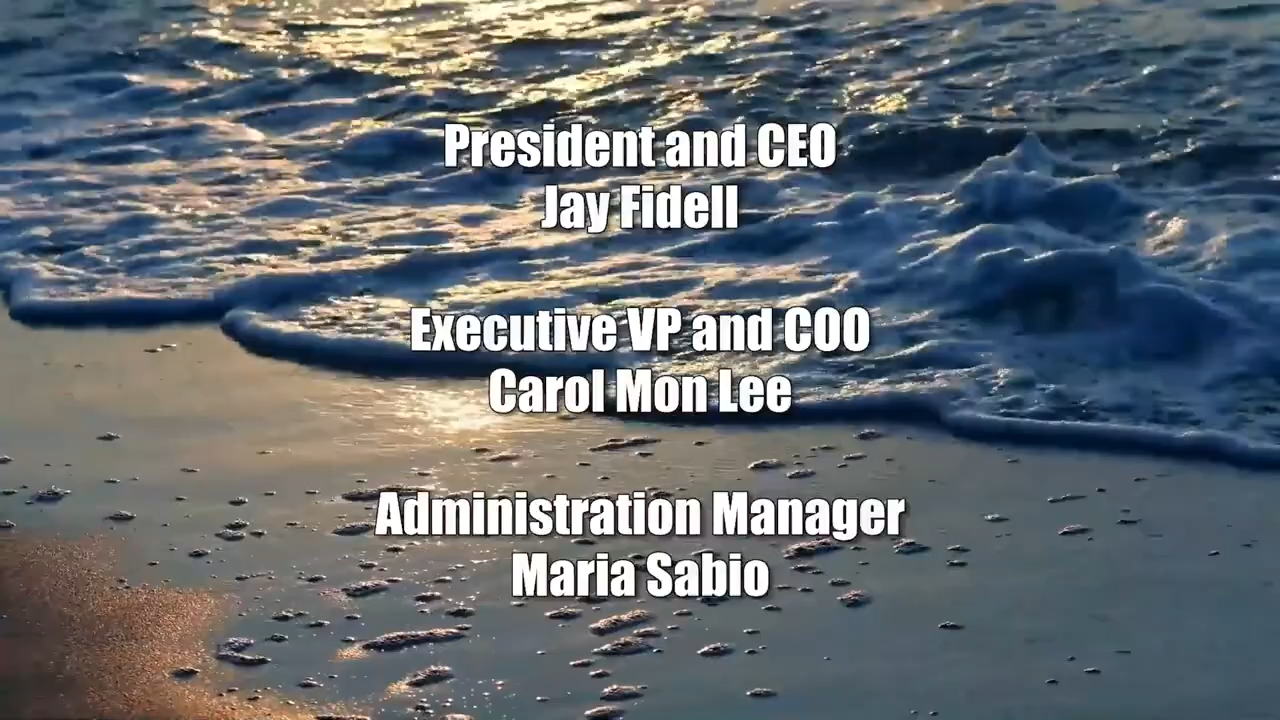 President and CEO
Jay Fidell
Executive VP and COO
Carol Mon Lee
Administration Manager
Maria Sabio